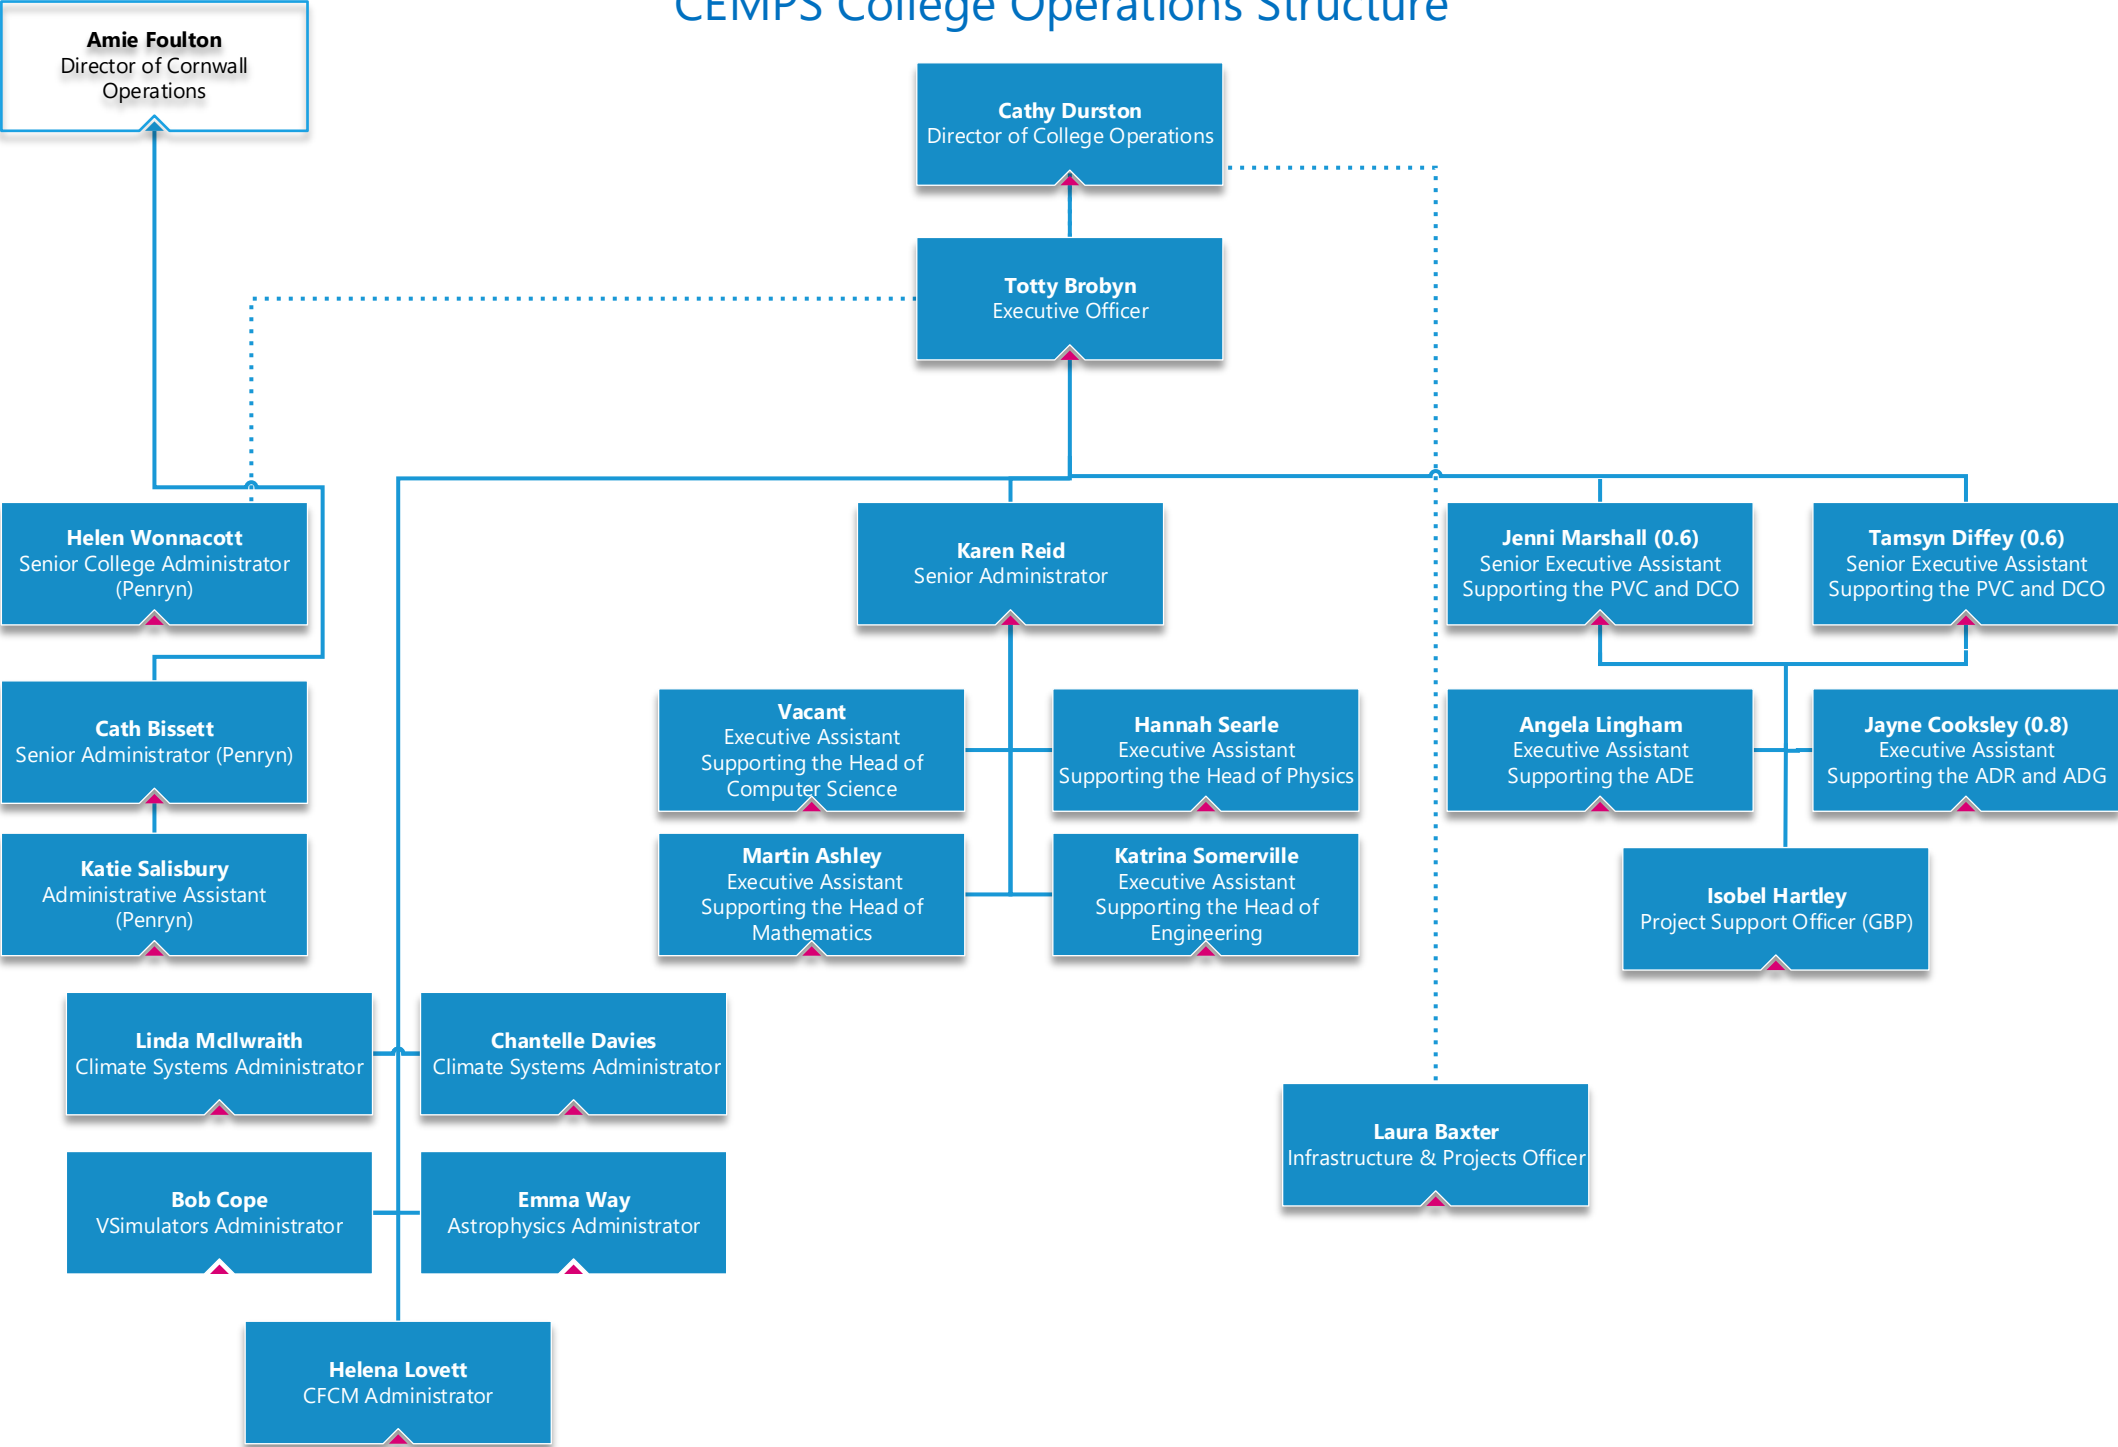 CEMPS College Operations Structure
Amie Foulton
Director of Cornwall
Operations
Cathy Durston
Director of College Operations
Totty Brobyn
Executive Officer
Helen Wonnacott
Senior College Administrator
(Penryn)
Karen Reid
Senior Administrator
Jenni Marshall (0.6)
Senior Executive Assistant
Supporting the PVC and DCO
Tamsyn Diffey (0.6)
Senior Executive Assistant
Supporting the PVC and DCO
Cath Bissett
Senior Administrator (Penryn)
Vacant
Executive Assistant
Supporting the Head of
Computer Science
Hannah Searle
Executive Assistant
Supporting the Head of Physics
Angela Lingham
Executive Assistant
Supporting the ADE
Jayne Cooksley (0.8)
Executive Assistant
Supporting the ADR and ADG
Katie Salisbury
Administrative Assistant
(Penryn)
Martin Ashley
Executive Assistant
Supporting the Head of
Mathematics
Katrina Somerville
Executive Assistant
Supporting the Head of
Engineering
Isobel Hartley
Project Support Officer (GBP)
Linda McIlwraith
Climate Systems Administrator
Chantelle Davies
Climate Systems Administrator
Laura Baxter
Infrastructure & Projects Officer
Bob Cope
VSimulators Administrator
Emma Way
Astrophysics Administrator
Helena Lovett
CFCM Administrator